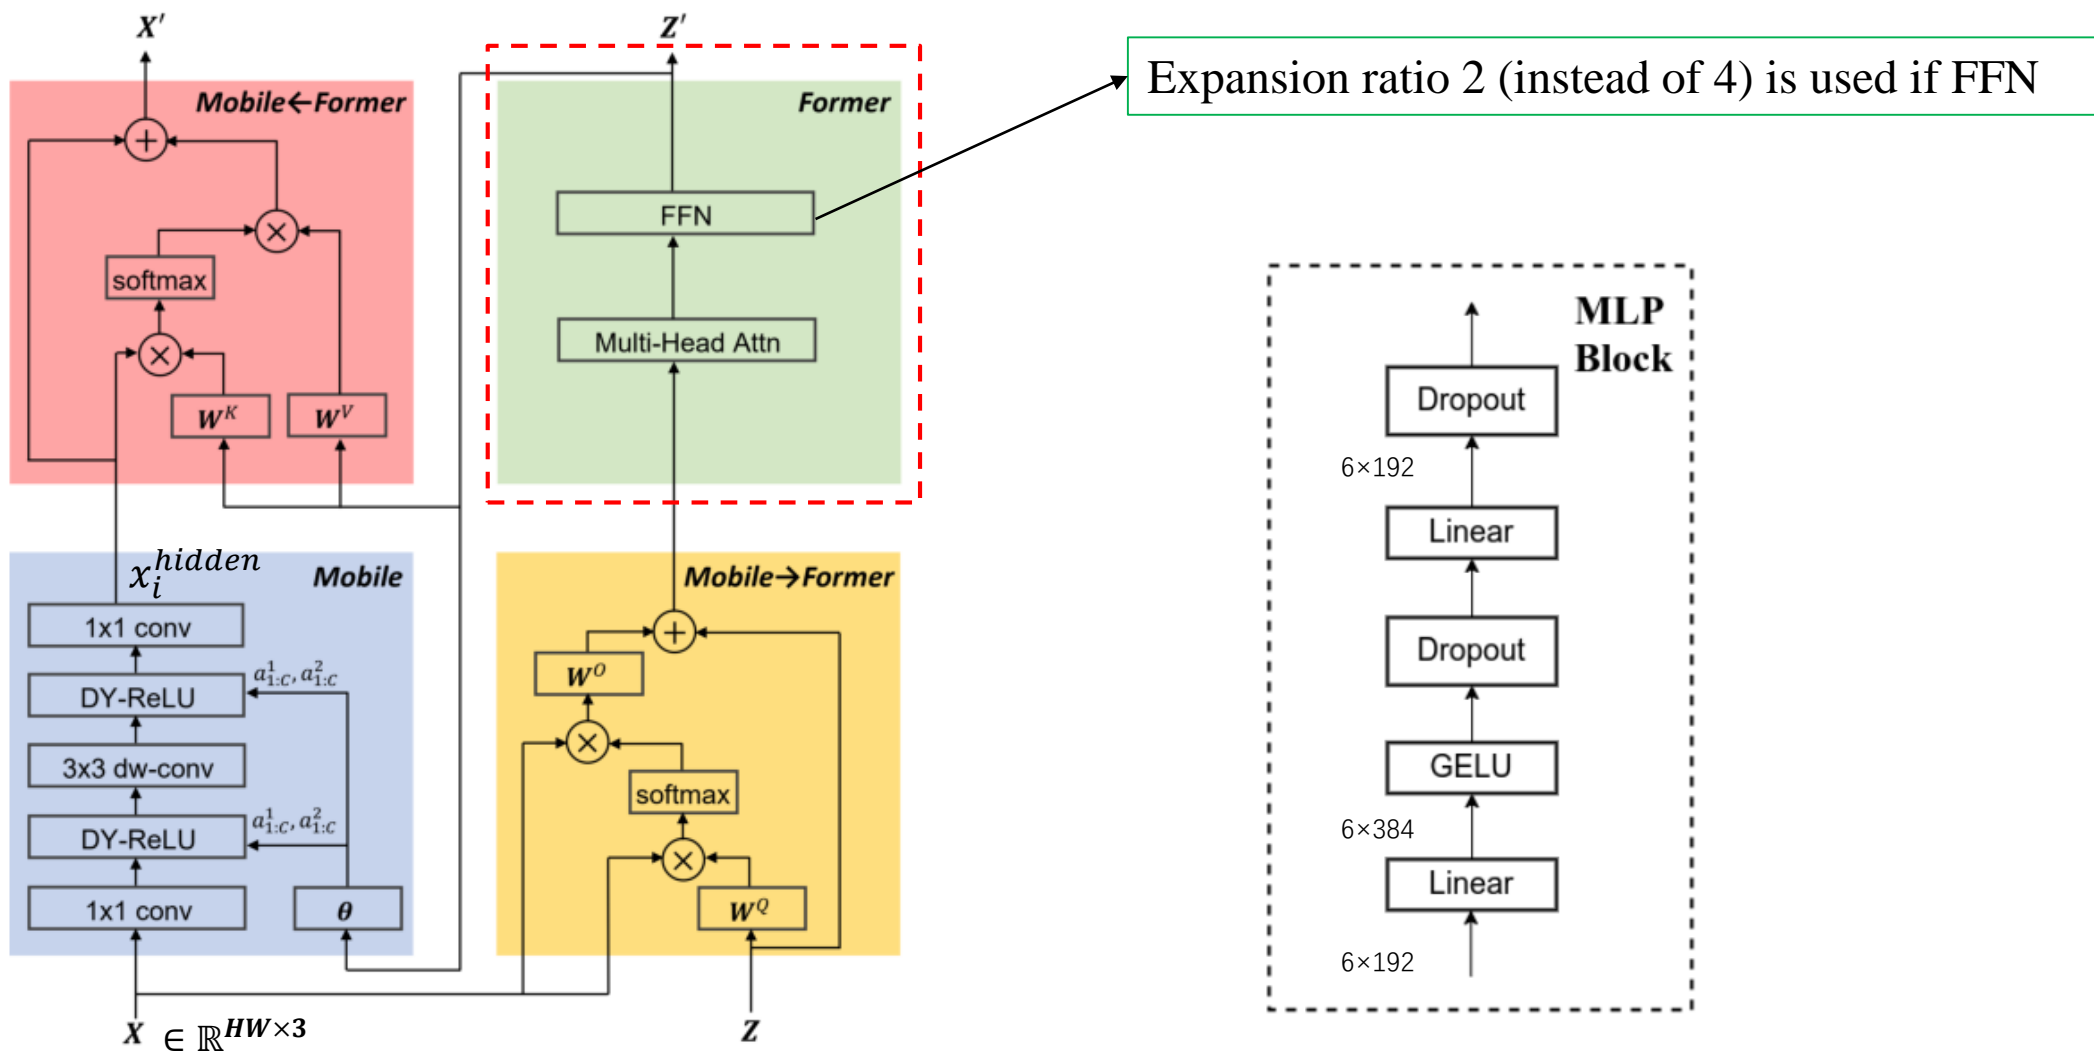 X′
Z′
Expansion ratio 2 (instead of 4) is used if FFN
Mobile←Former
Former
FFN
softmax
Multi-Head Attn
W^K
W^V
x_i^{hidden}
Mobile
Mobile→Former
1x1 conv
a^1_{1:C}, a^2_{1:C}
DY-ReLU
W^O
3x3 dw-conv
softmax
a^1_{1:C}, a^2_{1:C}
DY-ReLU
1x1 conv
θ
W^Q
X ∈ ℝ^{HW×3}
Z
MLP
Block
Dropout
6×192
Linear
Dropout
GELU
6×384
Linear
6×192